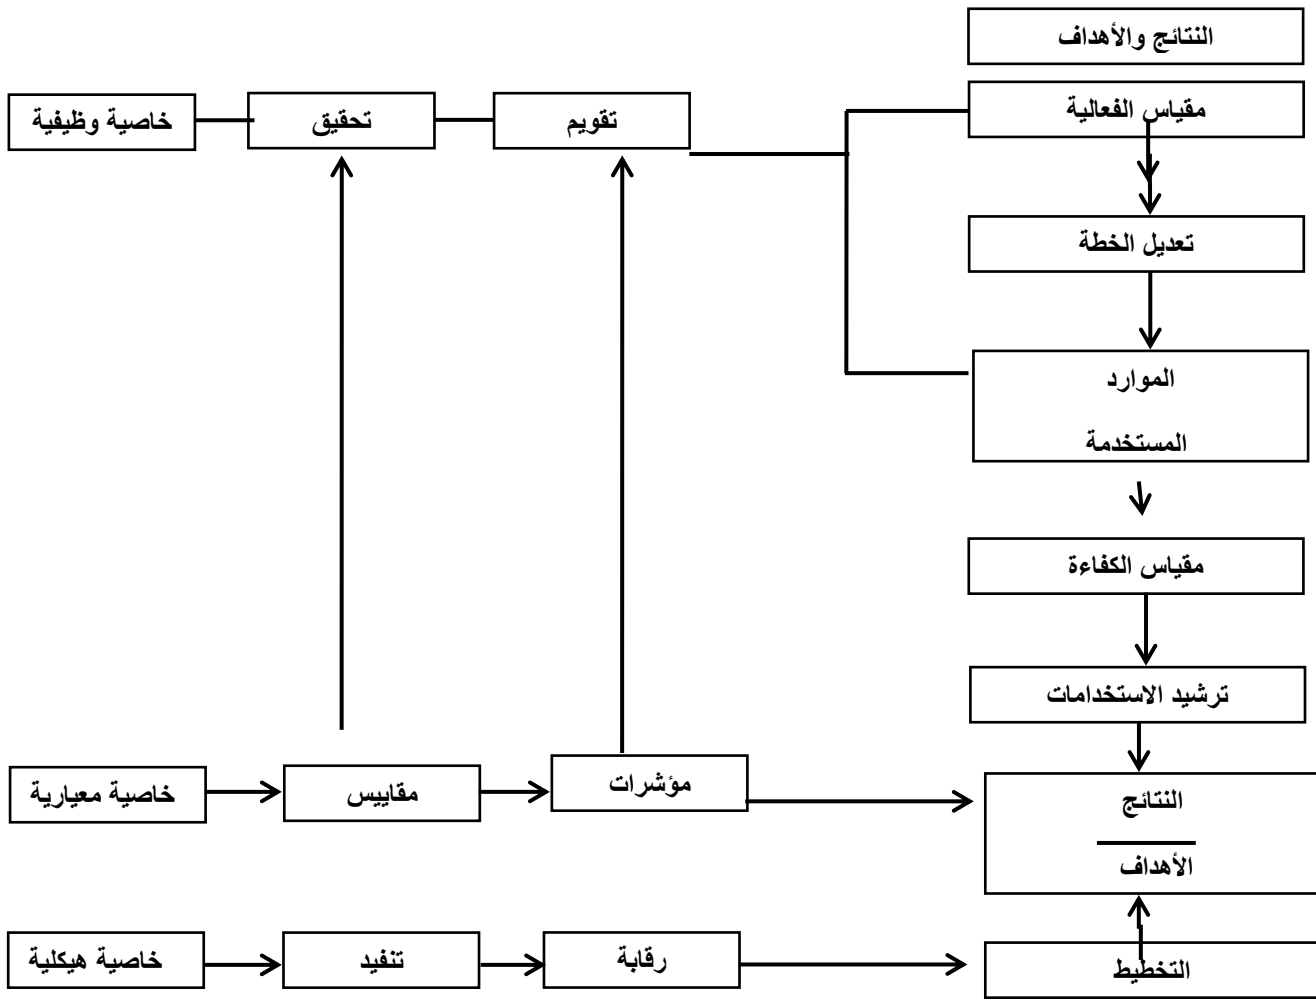 النتائج والأهداف
مقياس الفعالية
تقويم
تحقيق
خاصية وظيفية
تعديل الخطة
الموارد
المستخدمة
مقياس الكفاءة
ترشيد الاستخدامات
النتائج
الأهداف
مؤشرات
مقاييس
خاصية معيارية
التخطيط
رقابة
تنفيد
خاصية هيكلية